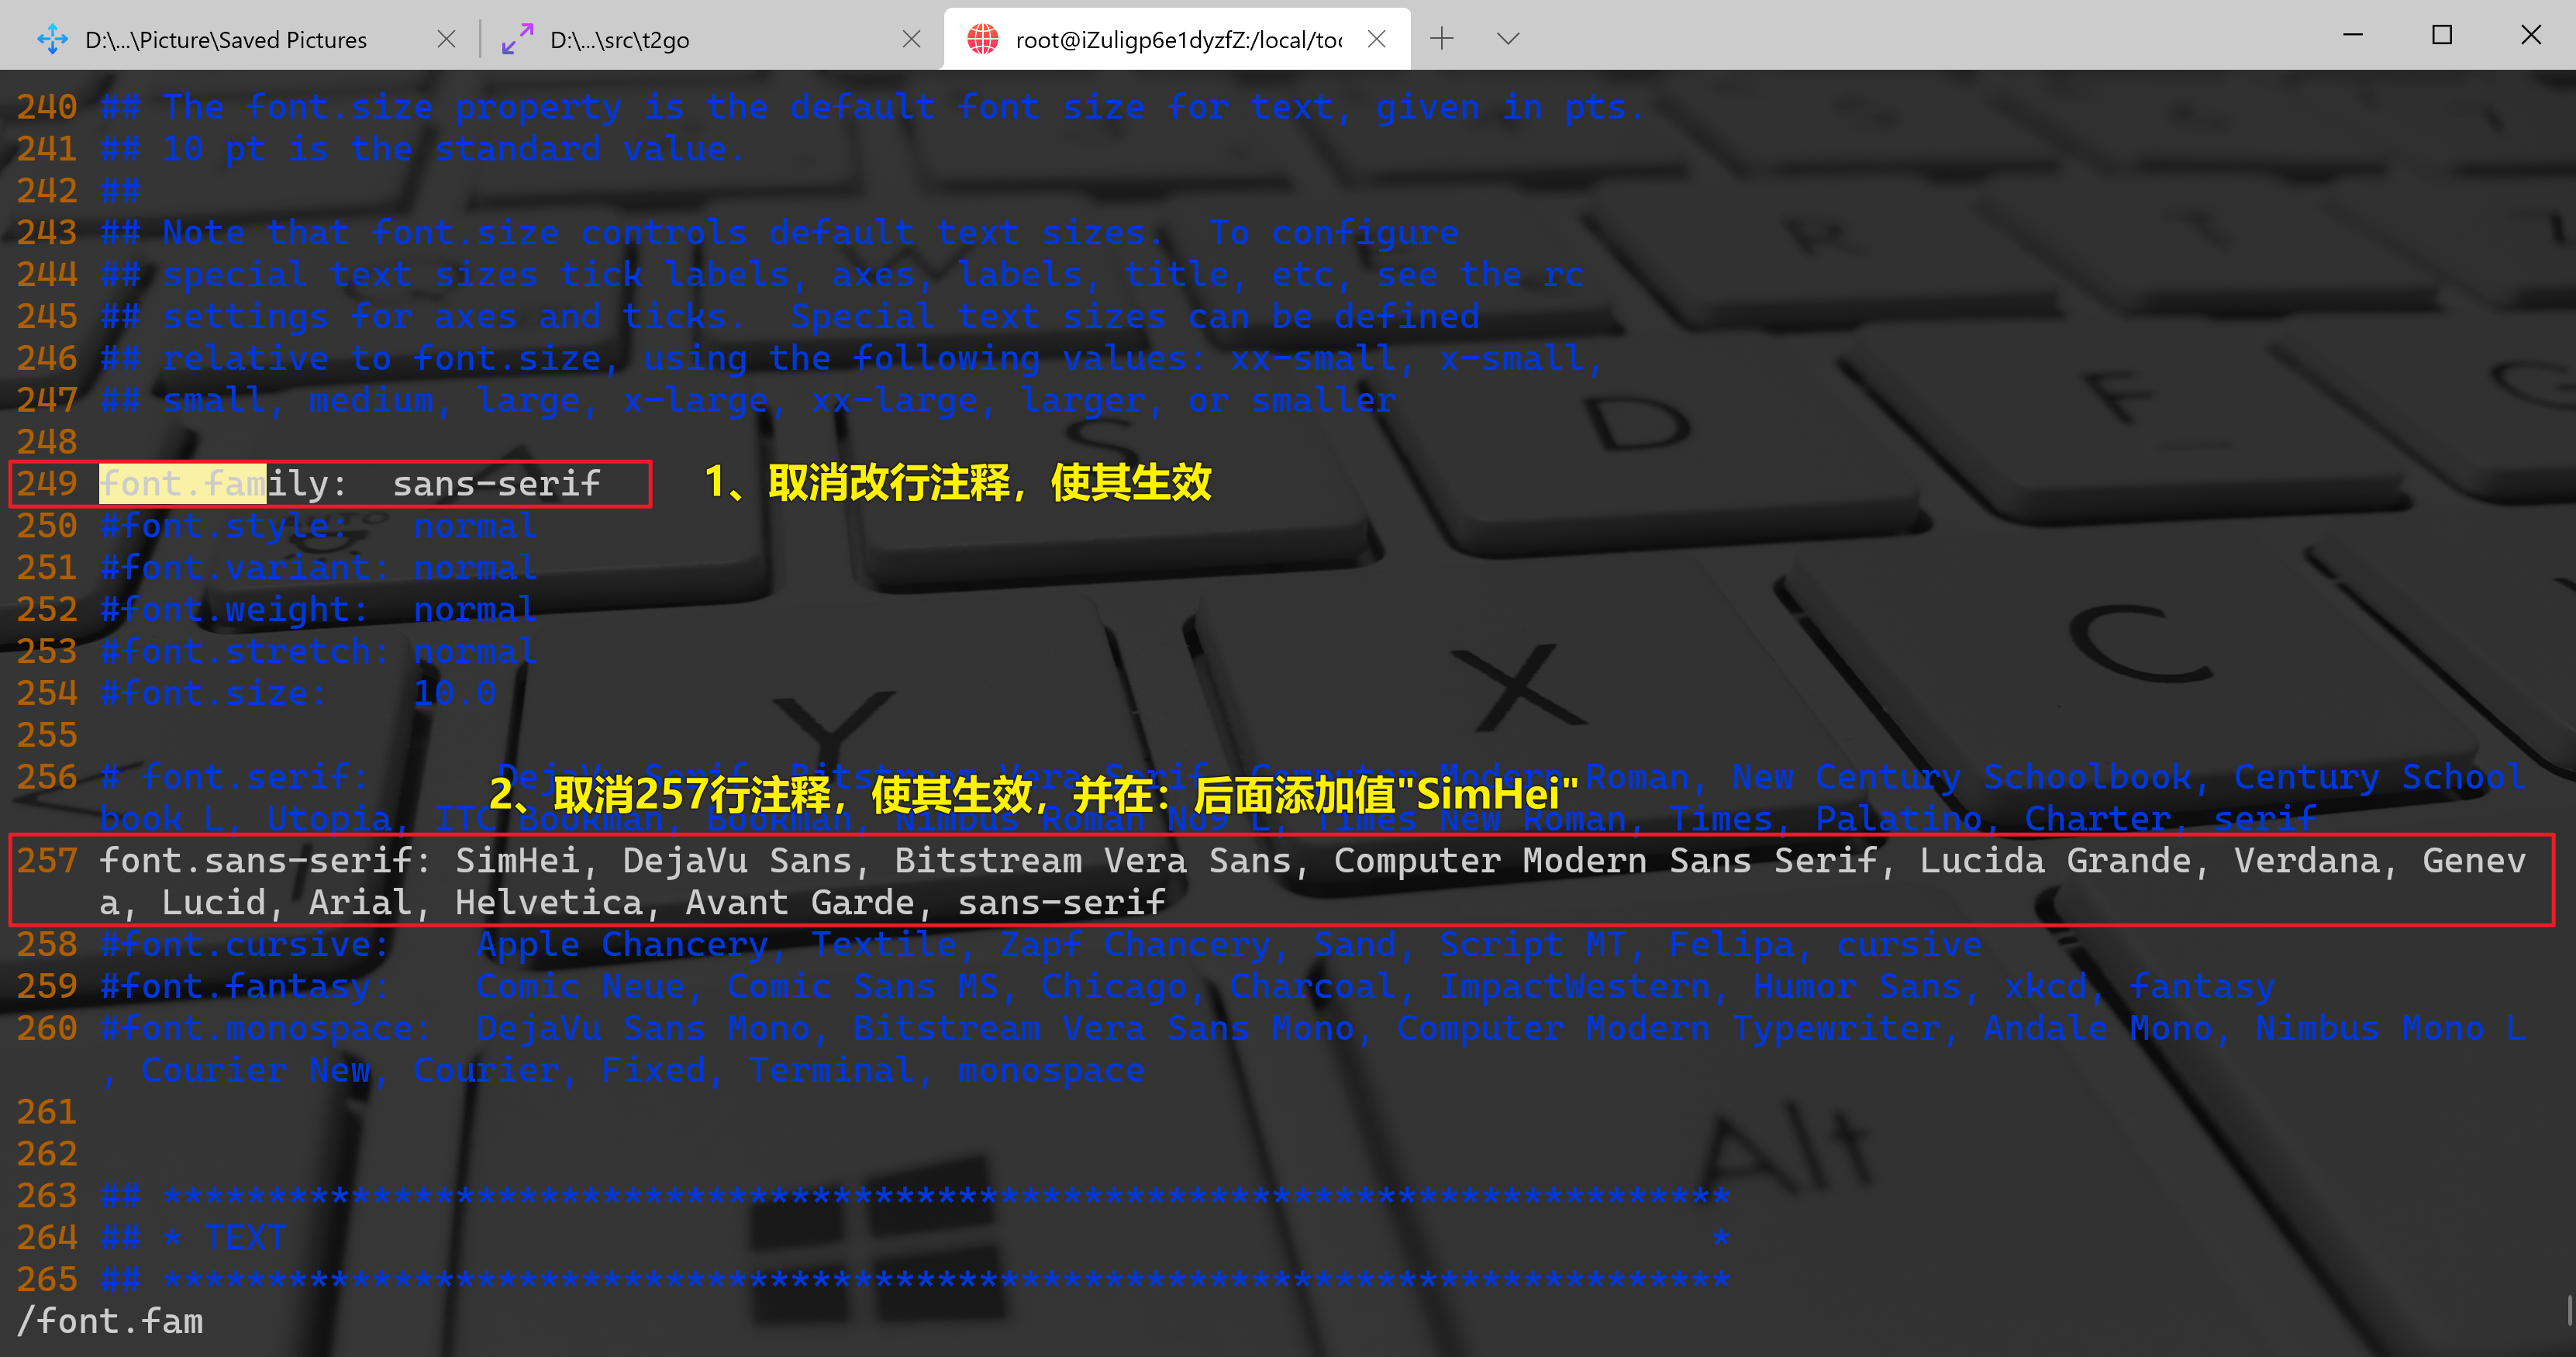 D:\...\Picture\Saved Pictures
D:\...\src\t2go
root@iZuligp6e1dyzfZ:/local/too
240 ## The font.size property is the default font size for text, given in pts.
241 ## 10 pt is the standard value.
242 ##
243 ## Note that font.size controls default text sizes.  To configure
244 ## special text sizes tick labels, axes, labels, title, etc, see the rc
245 ## settings for axes and ticks.  Special text sizes can be defined
246 ## relative to font.size, using the following values: xx-small, x-small,
247 ## small, medium, large, x-large, xx-large, larger, or smaller
248
249 font.family:  sans-serif
1、取消改行注释，使其生效
250 #font.style:   normal
251 #font.variant: normal
252 #font.weight:  normal
253 #font.stretch: normal
254 #font.size:    10.0
255
256 # font.serif:      DejaVu Serif, Bitstream Vera Serif, Computer Modern Roman, New Century Schoolbook, Century School
2、取消257行注释，使其生效，并在：后面添加值"SimHei"
book L, Utopia, ITC Bookman, Bookman, Nimbus Roman No9 L, Times New Roman, Times, Palatino, Charter, serif
257 font.sans-serif: SimHei, DejaVu Sans, Bitstream Vera Sans, Computer Modern Sans Serif, Lucida Grande, Verdana, Genev
a, Lucid, Arial, Helvetica, Avant Garde, sans-serif
258 #font.cursive:    Apple Chancery, Textile, Zapf Chancery, Sand, Script MT, Felipa, cursive
259 #font.fantasy:    Comic Neue, Comic Sans MS, Chicago, Charcoal, ImpactWestern, Humor Sans, xkcd, fantasy
260 #font.monospace:  DejaVu Sans Mono, Bitstream Vera Sans Mono, Computer Modern Typewriter, Andale Mono, Nimbus Mono L
, Courier New, Courier, Fixed, Terminal, monospace
261
262
263 ## ***************************************************************************
264 ## * TEXT                                                                    *
265 ## ***************************************************************************
/font.fam